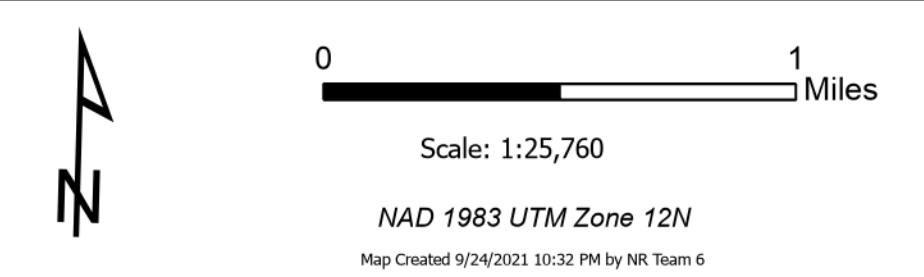 0 1
Miles
Scale: 1:25,760
N
NAD 1983 UTM Zone 12N
Map Created 9/24/2021 10:32 PM by NR Team 6